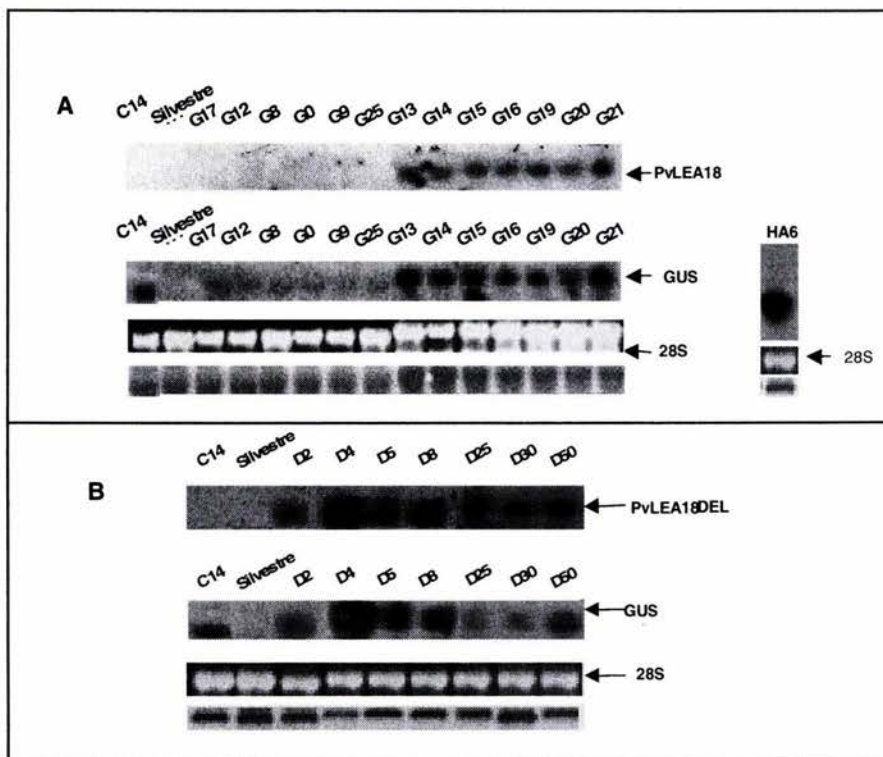 A
C14 Silvestre G17 G12 G8 G0 G9 G25 G13 G14 G15 G16 G19 G20 G21
PvLEA18
C14 Silvestre G17 G12 G8 G0 G9 G25 G13 G14 G15 G16 G19 G20 G21
HA6
GUS
28S
28S
B
C14 Silvestre D2 D4 D5 D8 D25 D30 D50
PvLEA18DEL
C14 Silvestre D2 D4 D5 D8 D25 D30 D50
GUS
28S